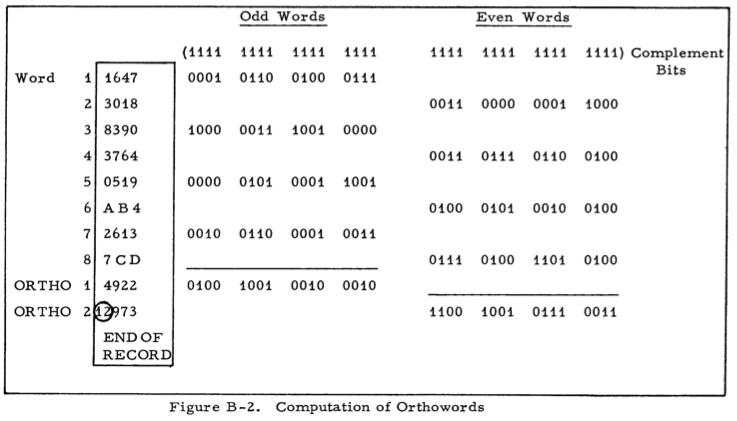 Odd Words Even Words
(1111 1111 1111 1111 1111 1111 1111 1111) Complement
Bits
Word 1 1647 0001 0110 0100 0111
2 3018 0011 0000 0001 1000
3 8390 1000 0011 1001 0000
4 3764 0011 0111 0110 0100
5 0519 0000 0101 0001 1001
6 AB4 0100 0101 0010 0100
7 2613 0010 0110 0001 0011
8 7CD 0111 0100 1101 0100
ORTHO 1 4922 0100 1001 0010 0010
ORTHO 2 12973 1100 1001 0111 0011
END OF
RECORD
Figure B-2. Computation of Orthowords